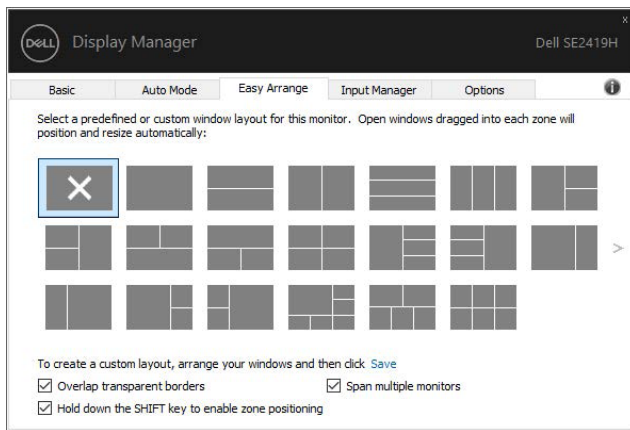 x
DELL Display Manager Dell SE2419H
Basic Auto Mode Easy Arrange Input Manager Options
Select a predefined or custom window layout for this monitor. Open windows dragged into each zone will
position and resize automatically:
To create a custom layout, arrange your windows and then click Save
Overlap transparent borders Span multiple monitors
Hold down the SHIFT key to enable zone positioning